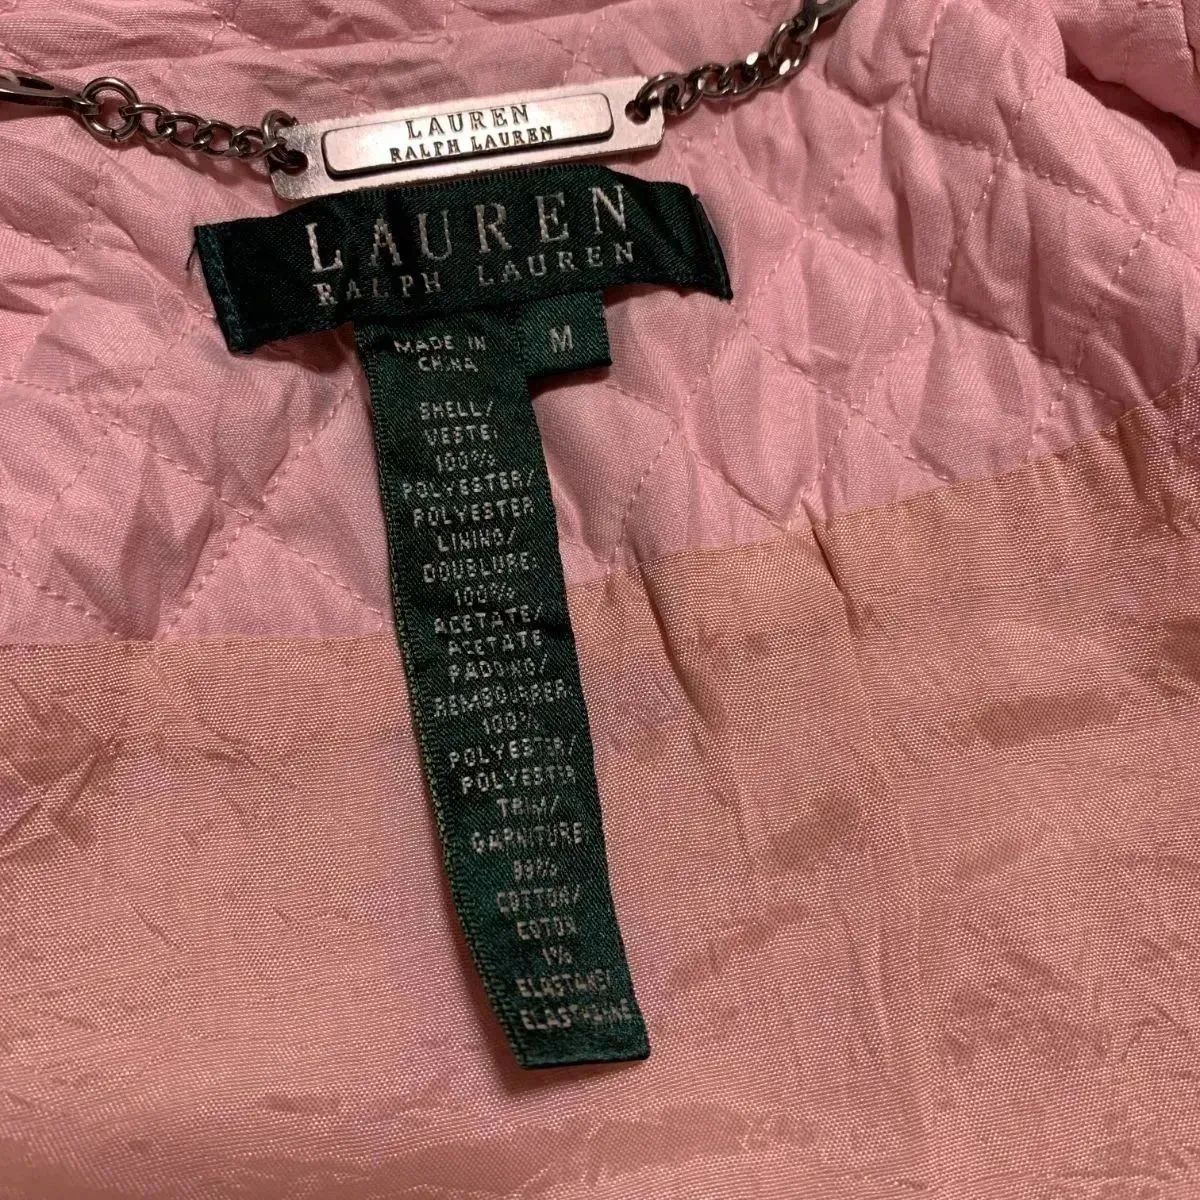 LAUREN
RALPH LAUREN
LAUREN
RALPH LAUREN
M
MADE IN
CHINA
SHELL/
VESTE:
100%
POLYESTER/
POLYESTER
LINING/
DOUBLURE:
100%
ACETATE/
ACETATE
PADDING/
REMBOURRER:
100%
POLYESTER/
POLYESTER
TRIM/
GARNITURE:
99%
COTTON/
COTON
1%
ELASTANE/
ELASTHANNE